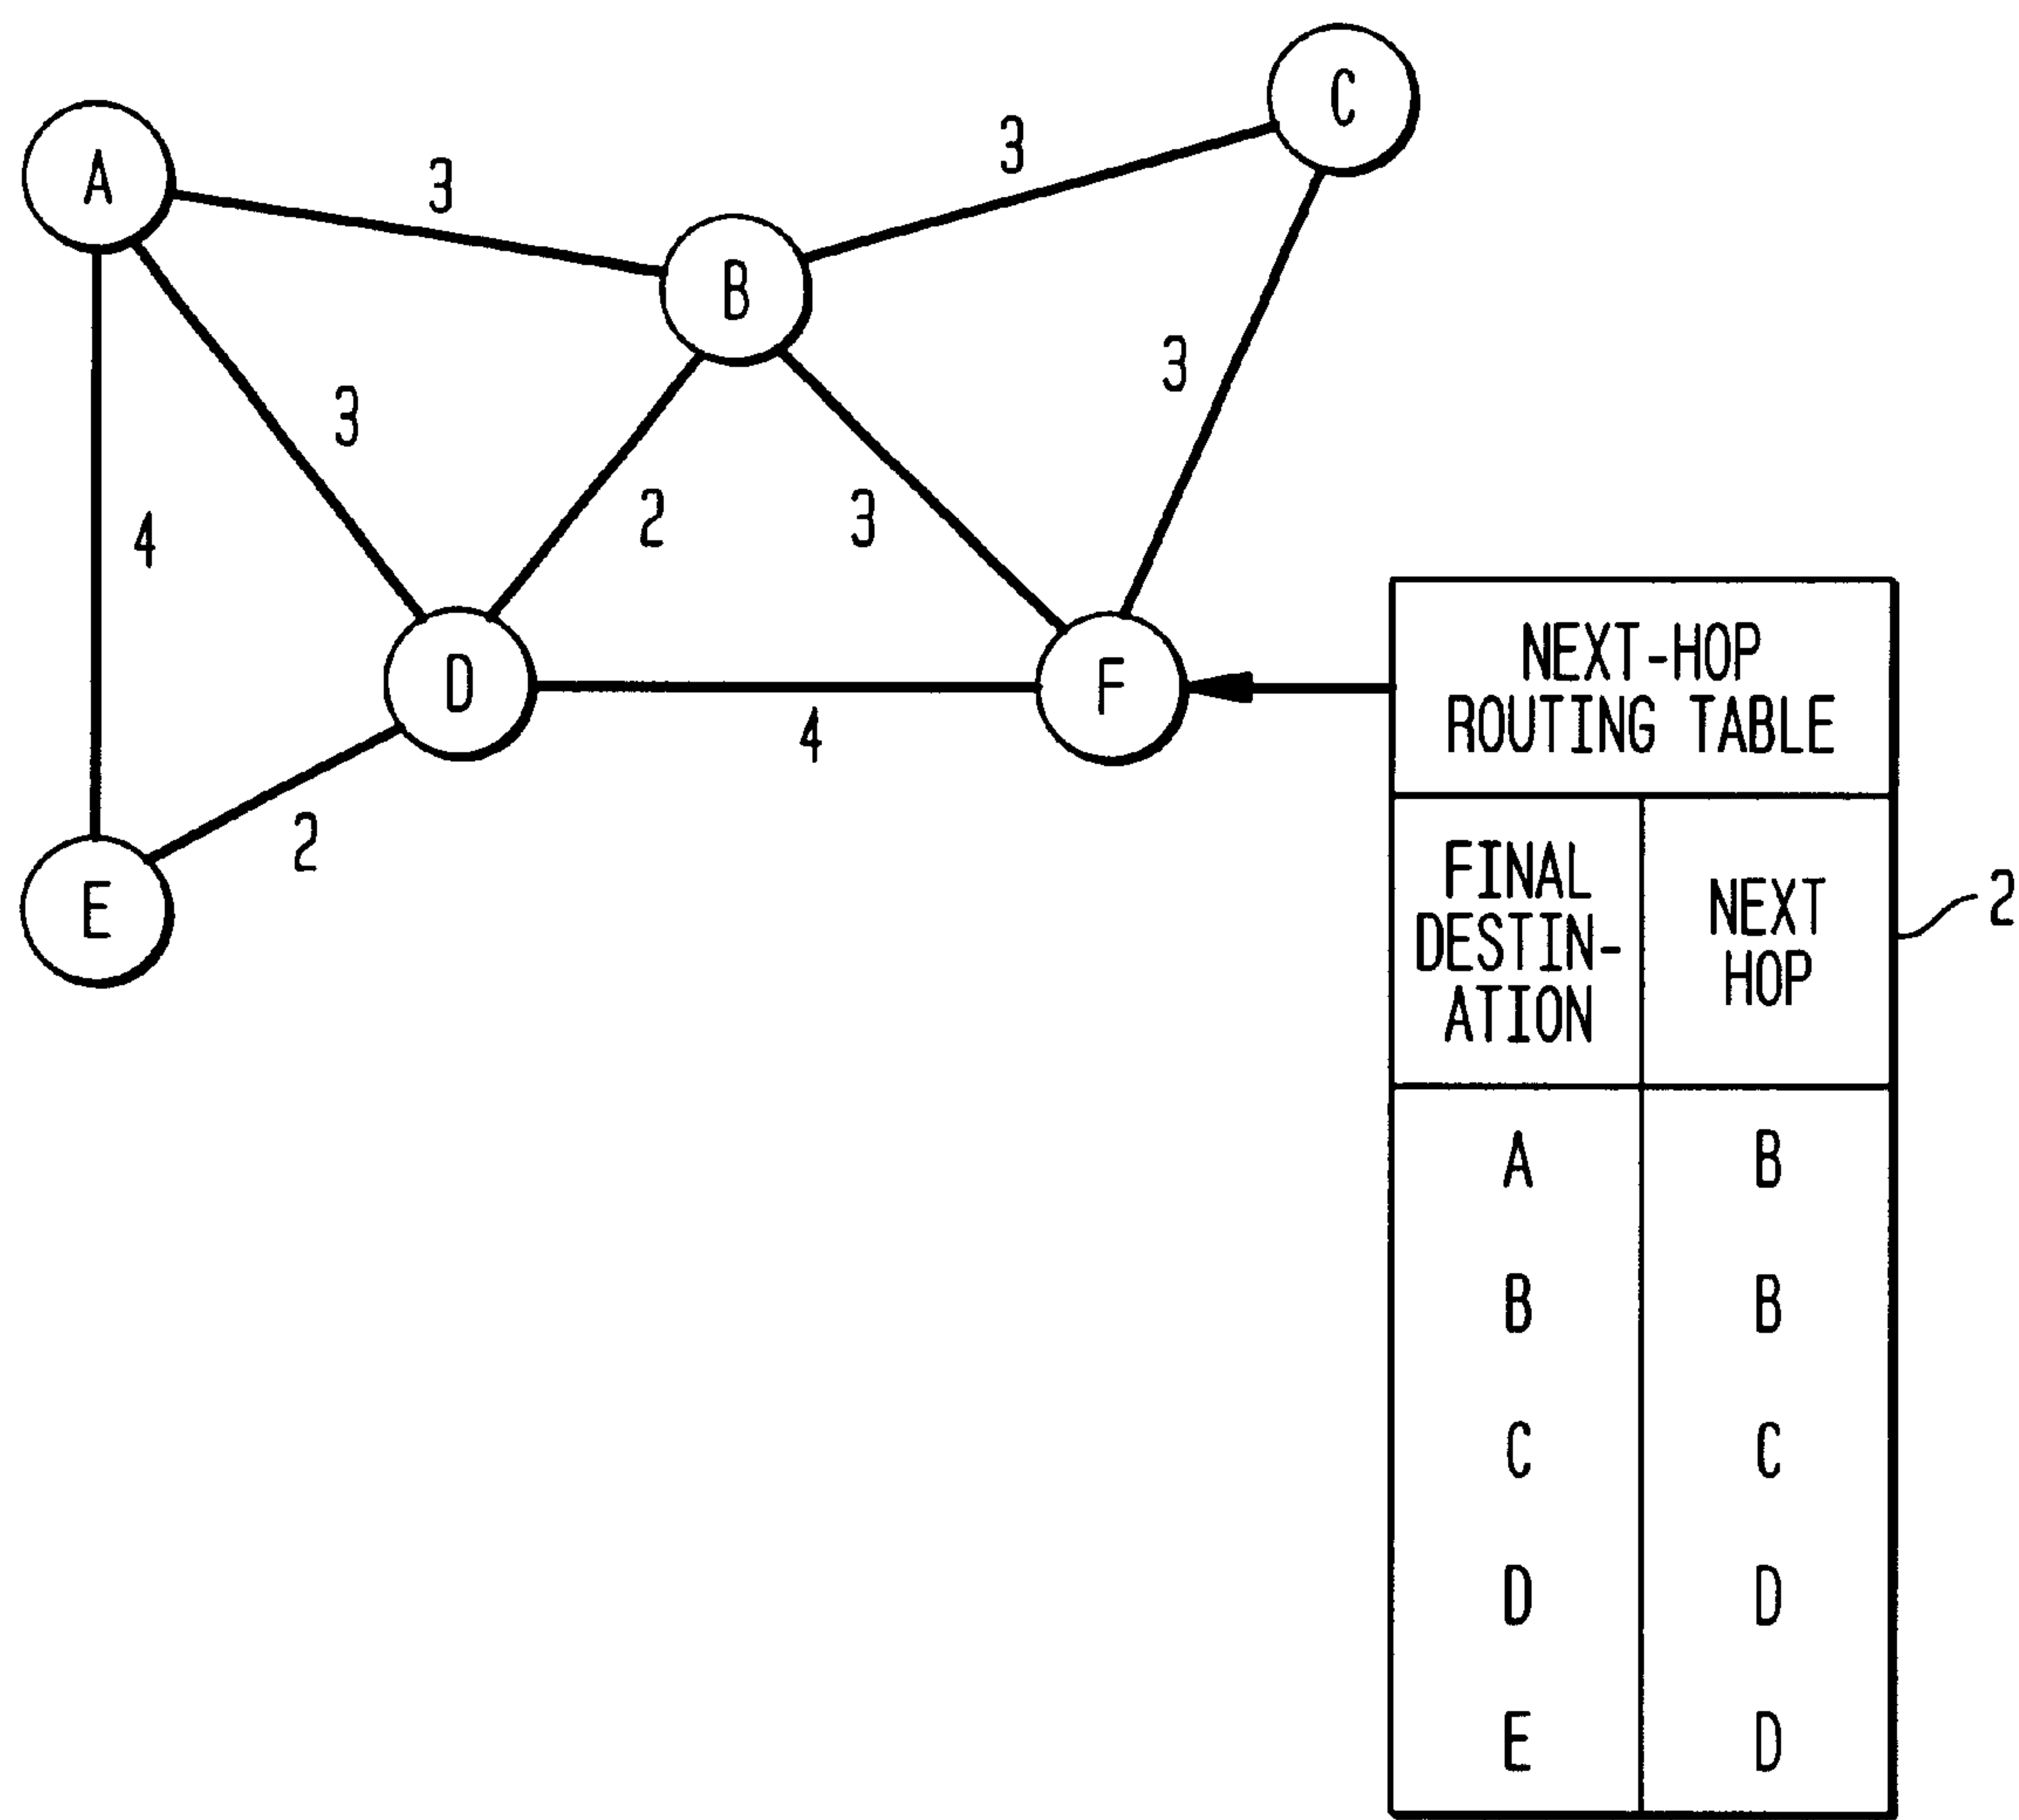 C
A
3
3
B
3
3
4
2
3
D
F
4
2
E
NEXT-HOP
ROUTING TABLE
FINAL
DESTIN-
ATION
NEXT
HOP
2
A B
B B
C C
D D
E D